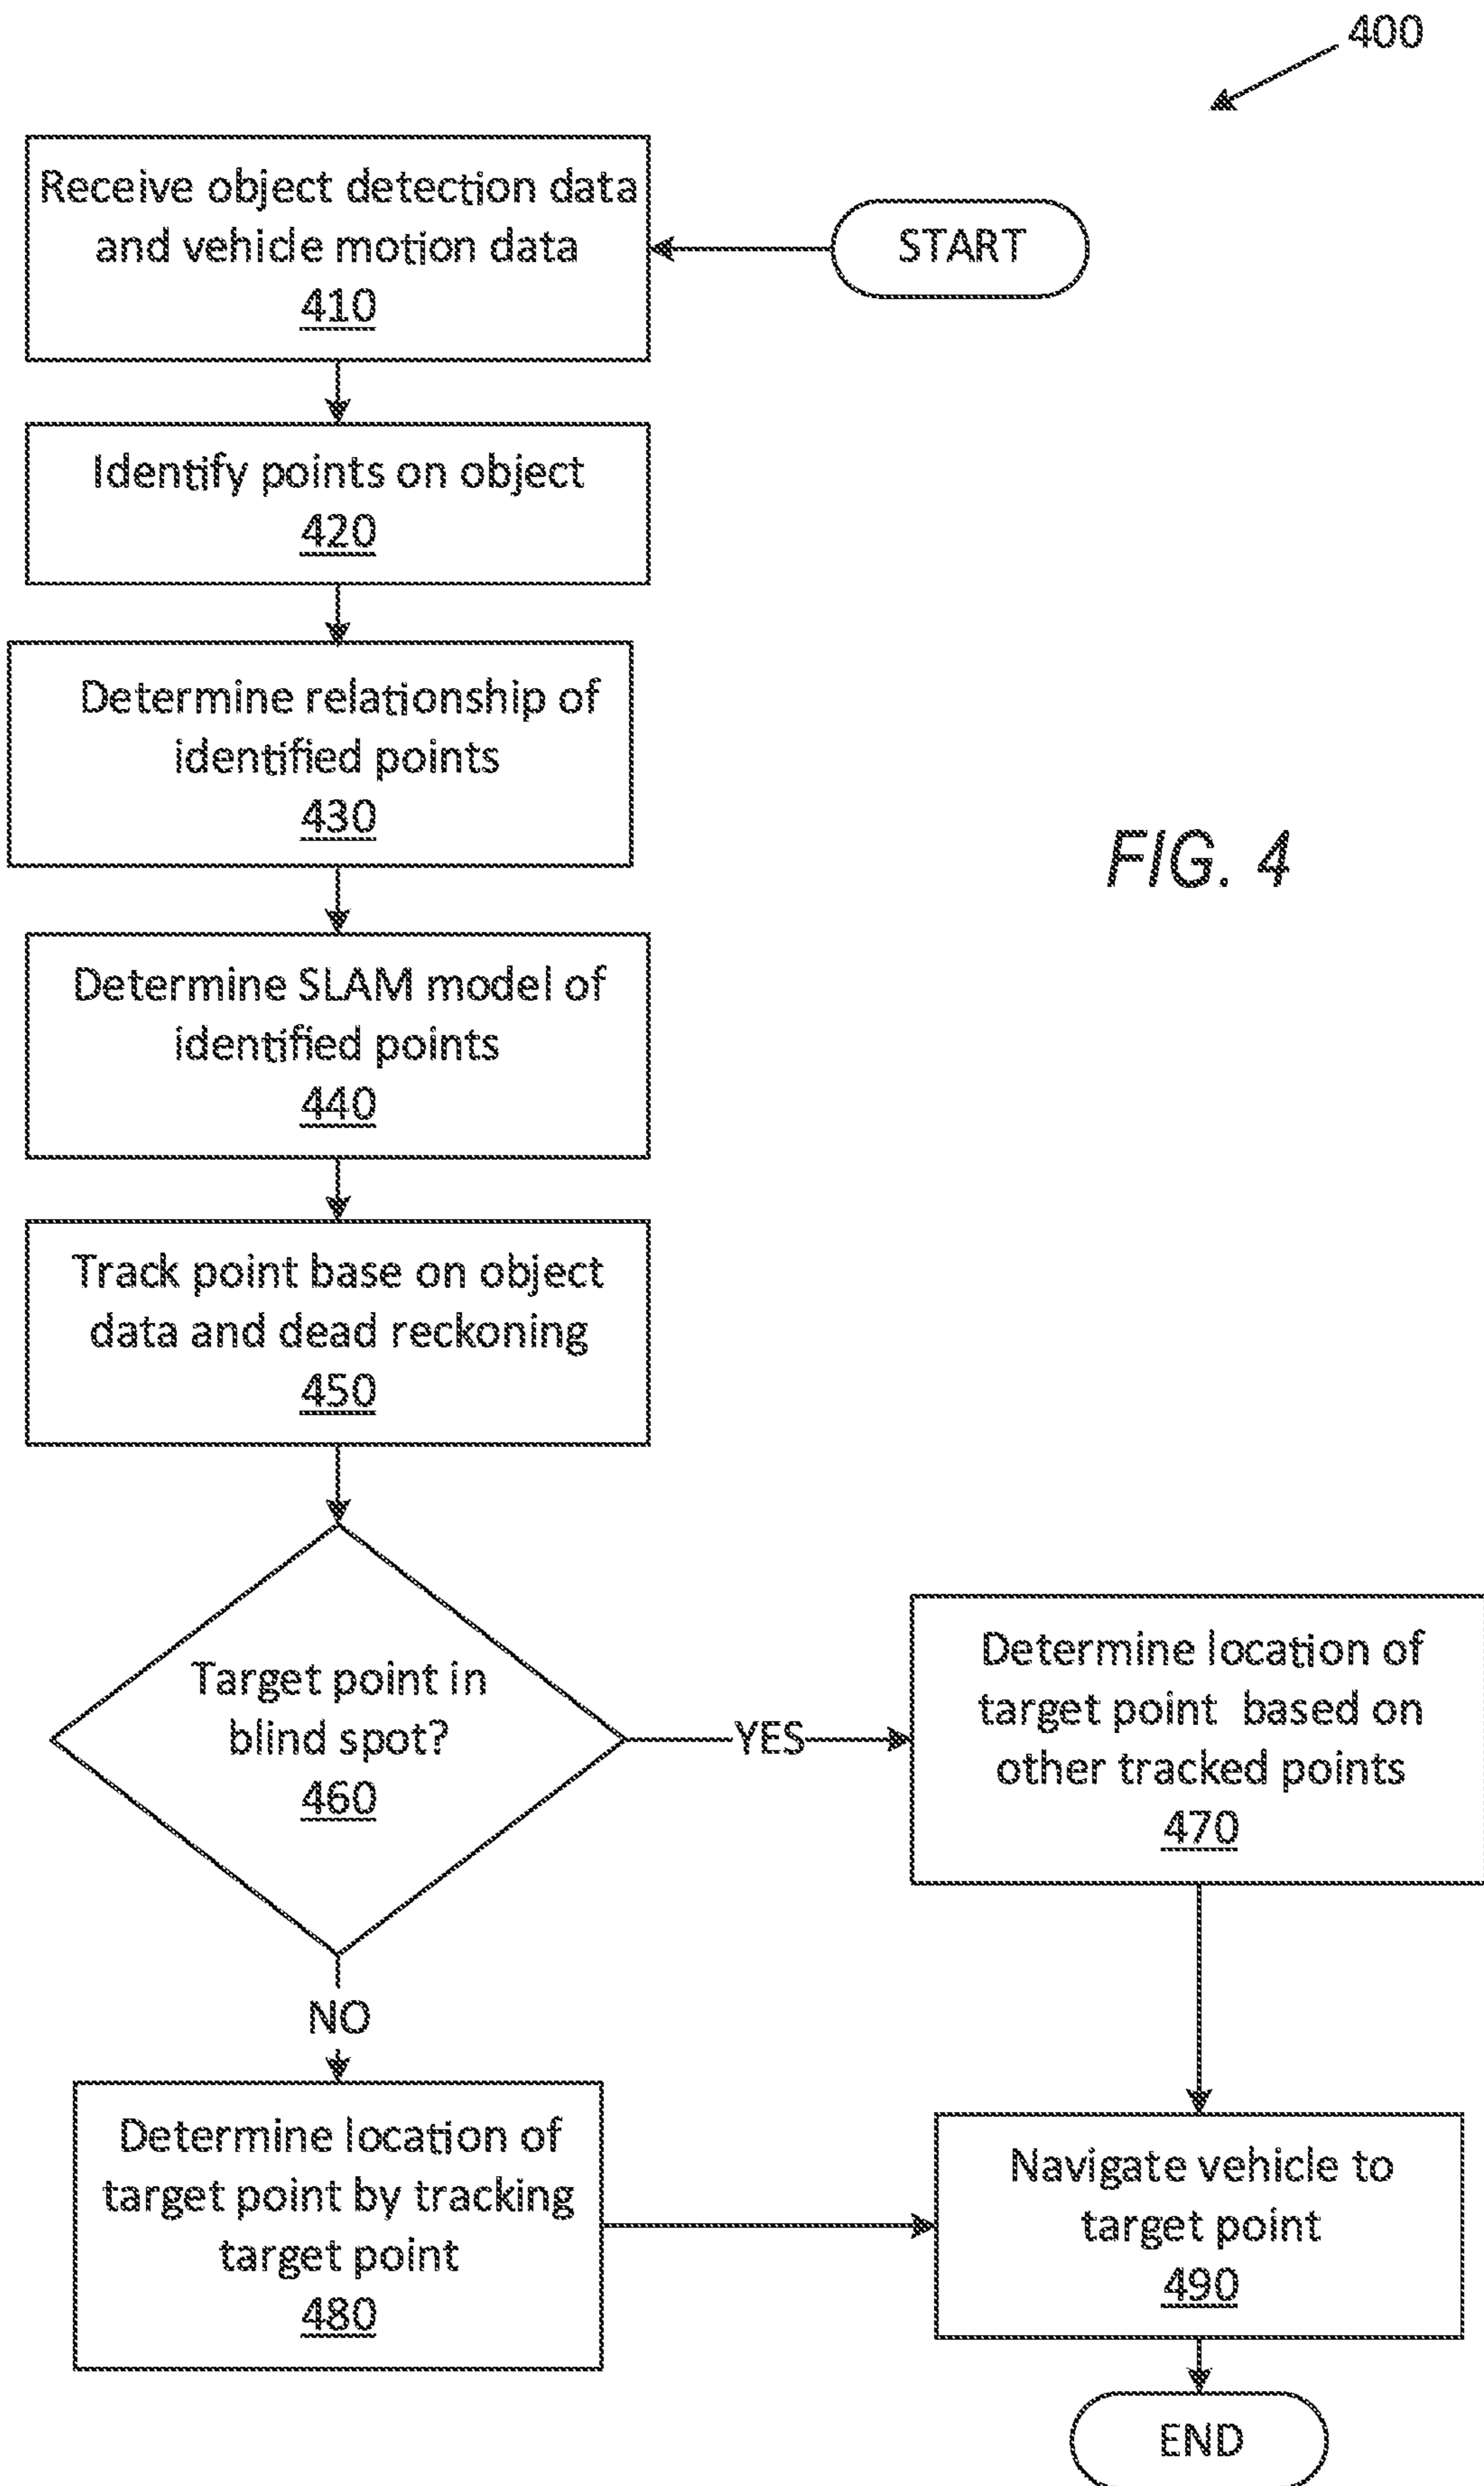 400
Receive object detection data
and vehicle motion data
410
START
Identify points on object
420
Determine relationship of
identified points
430
FIG. 4
Determine SLAM model of
identified points
440
Track point base on object
data and dead reckoning
450
Target point in
blind spot?
460
YES
Determine location of
target point based on
other tracked points
470
NO
Determine location of
target point by tracking
target point
480
Navigate vehicle to
target point
490
END